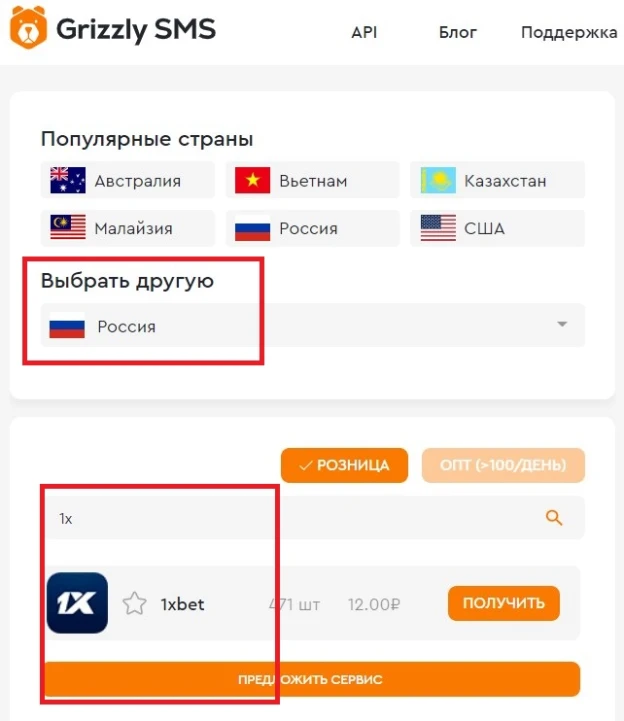 Grizzly SMS API Блог Поддержка
Популярные страны
Австралия Вьетнам Казахстан
Малайзия Россия США
Выбрать другую
Россия
РОЗНИЦА ОПТ (>100/ДЕНЬ)
1x
1X 1xbet 471 шт 12.00₽ ПОЛУЧИТЬ
ПРЕДЛОЖИТЬ СЕРВИС